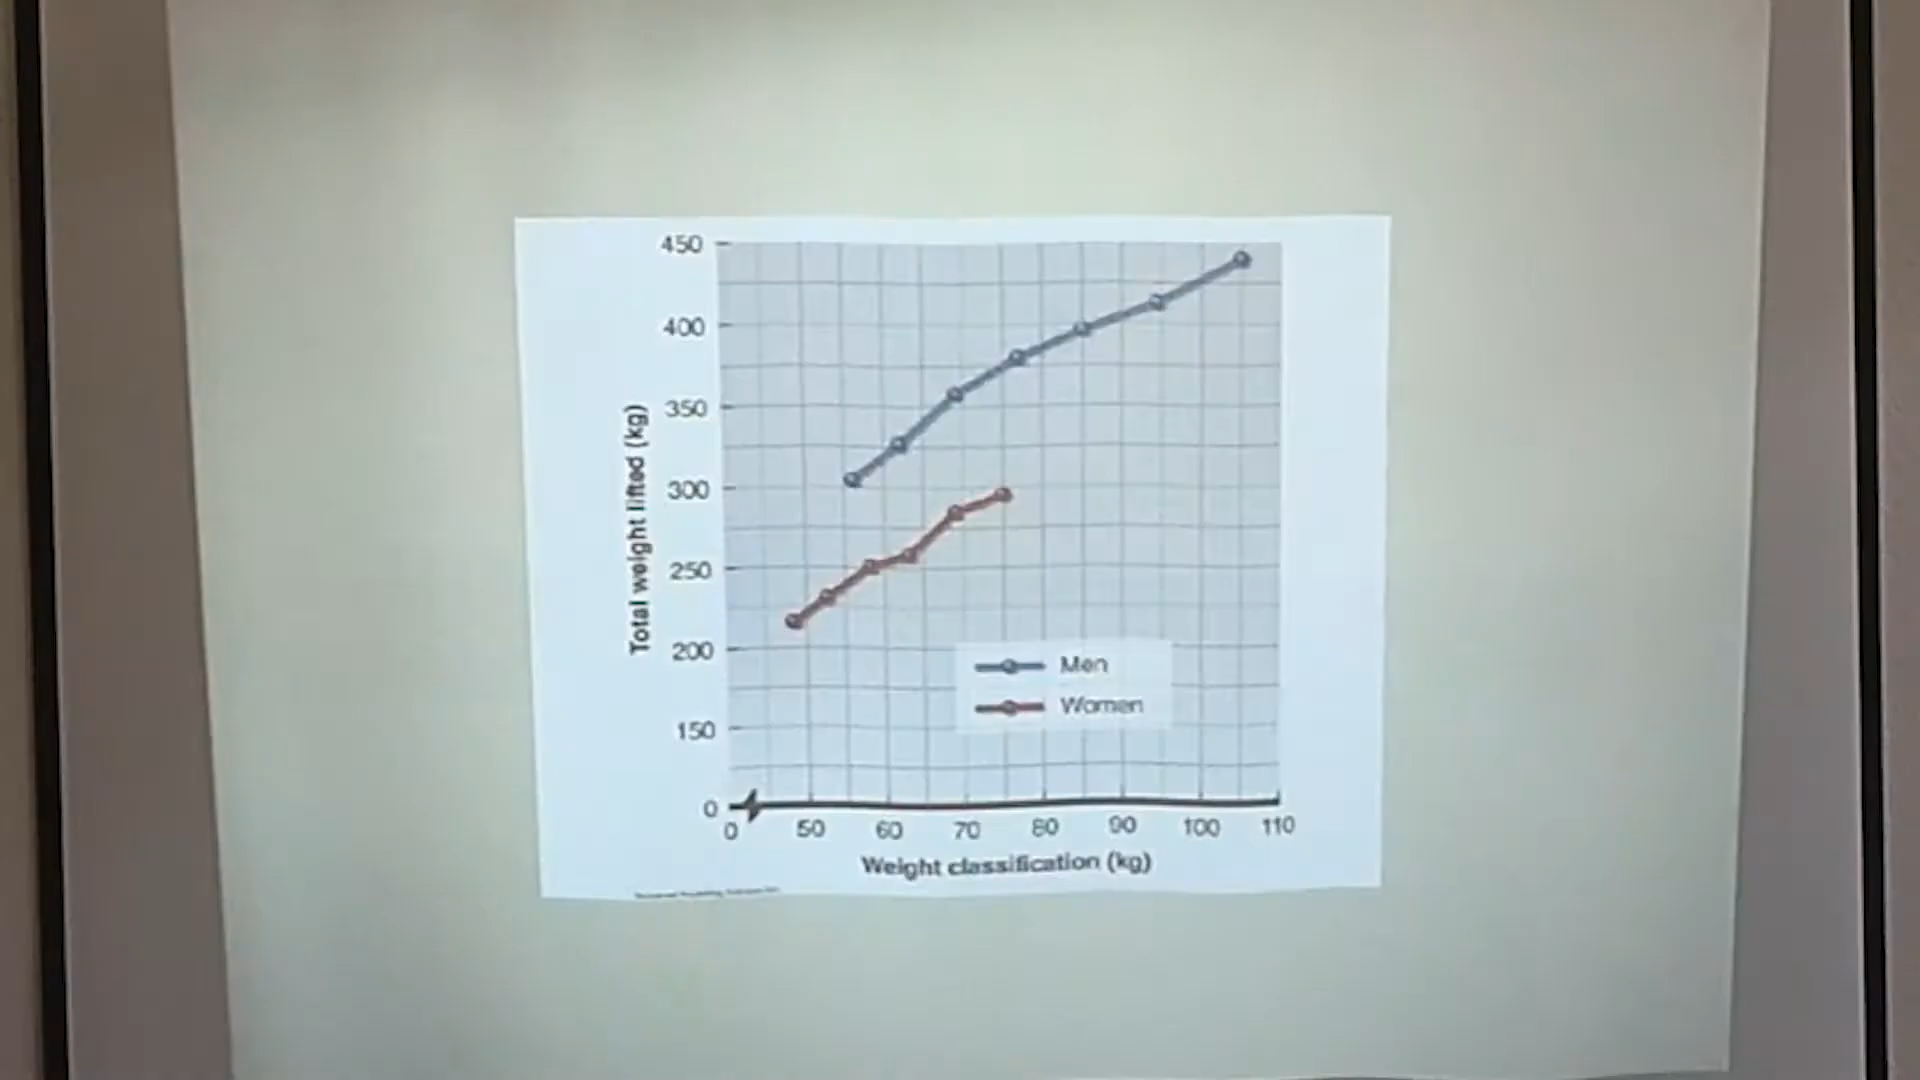 450
400
350
300
250
200
150
0
Total weight lifted (kg)
Men
Women
0 50 60 70 80 90 100 110
Weight classification (kg)